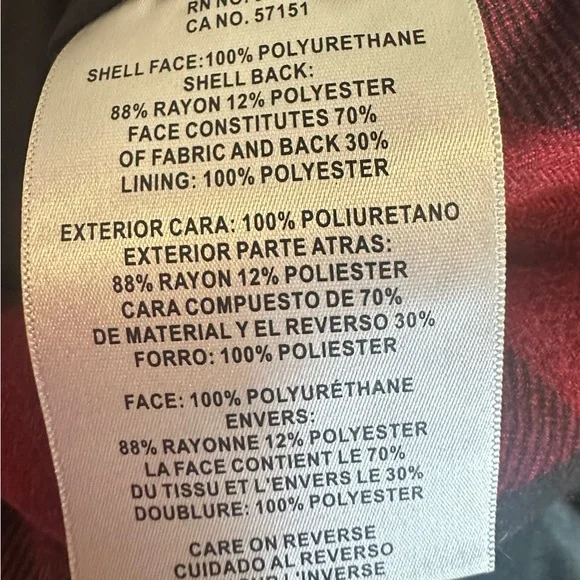 RN NO.
CA NO. 57151
SHELL FACE:100% POLYURETHANE
SHELL BACK:
88% RAYON 12% POLYESTER
FACE CONSTITUTES 70%
OF FABRIC AND BACK 30%
LINING: 100% POLYESTER
EXTERIOR CARA: 100% POLIURETANO
EXTERIOR PARTE ATRAS:
88% RAYON 12% POLIESTER
CARA COMPUESTO DE 70%
DE MATERIAL Y EL REVERSO 30%
FORRO: 100% POLIESTER
FACE: 100% POLYURÉTHANE
ENVERS:
88% RAYONNE 12% POLYESTER
LA FACE CONTIENT LE 70%
DU TISSU ET L'ENVERS LE 30%
DOUBLURE: 100% POLYESTER
CARE ON REVERSE
CUIDADO AL REVERSO
L'INVERSE